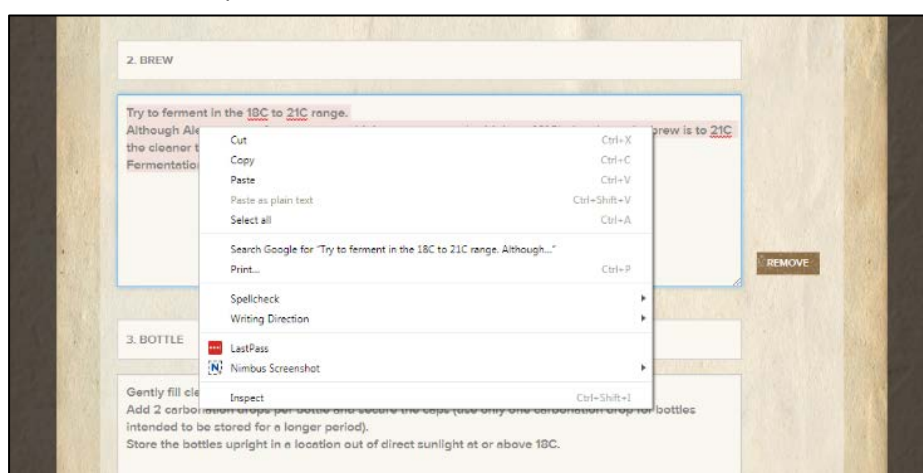 2. BREW
Try to ferment in the 18C to 21C range.
Although Ale brew is to 21C
the cleaner t
Fermentatio
Cut Ctrl+X
Copy Ctrl+C
Paste Ctrl+V
Paste as plain text Ctrl+Shift+V
Select all Ctrl+A
Search Google for "Try to ferment in the 18C to 21C range. Although..."
Print... Ctrl+P
REMOVE
Spellcheck
Writing Direction
3. BOTTLE
LastPass
Nimbus Screenshot
Inspect Ctrl+Shift+I
Gently fill cle
Add 2 carbonation drops per bottle and secure the caps (use only one carbonation drop for bottles
intended to be stored for a longer period).
Store the bottles upright in a location out of direct sunlight at or above 18C.